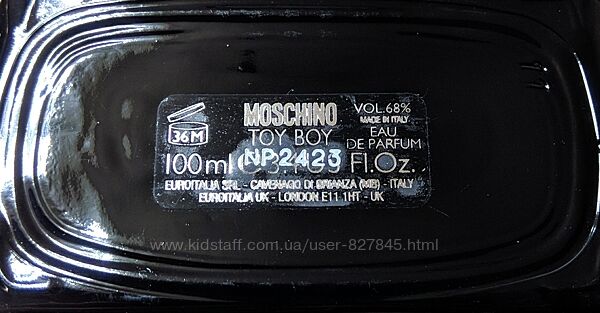 36M
MOSCHINO
TOY BOY
VOL.68%
MADE IN ITALY
EAU
DE PARFUM
100ml Fl.Oz.
NP2423
EUROITALIA SRL - CAVENAGO DI BRIANZA (MB) - ITALY
EUROITALIA UK - LONDON E11 1HT - UK
www.kidstaff.com.ua/user-827845.html